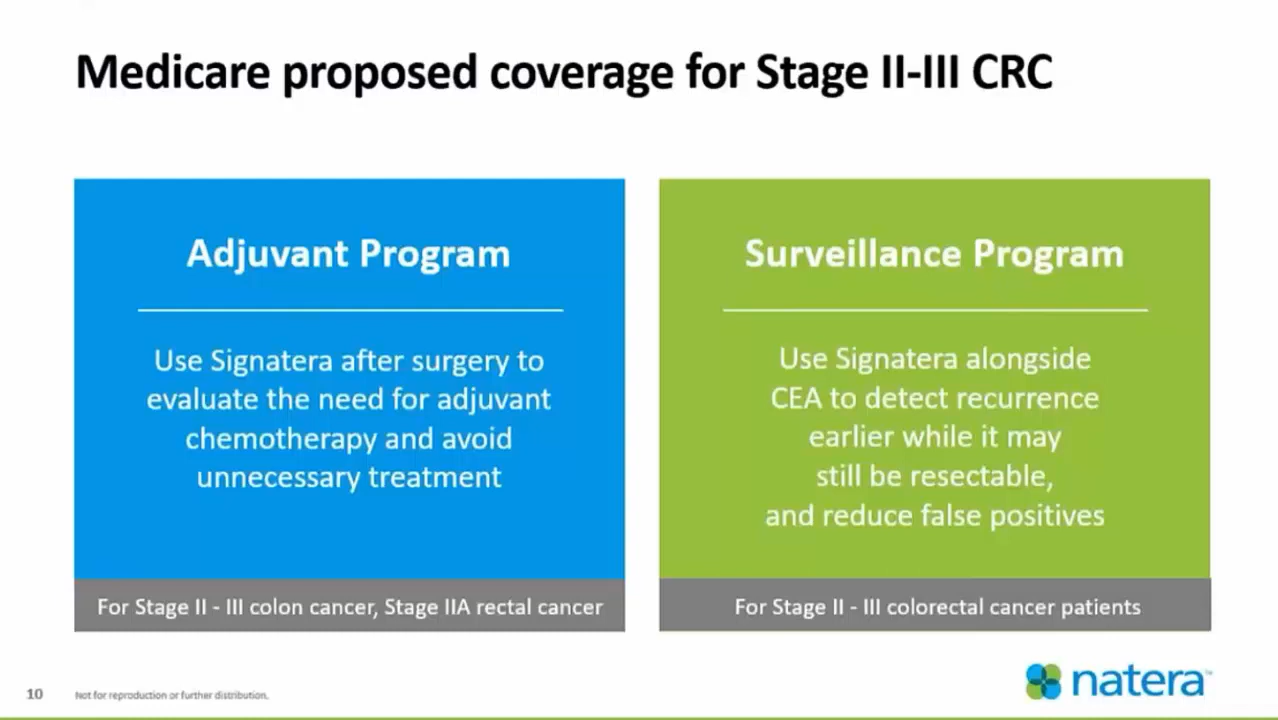 Medicare proposed coverage for Stage II-III CRC
Adjuvant Program
Use Signatera after surgery to
evaluate the need for adjuvant
chemotherapy and avoid
unnecessary treatment
For Stage II - III colon cancer, Stage IIA rectal cancer
Surveillance Program
Use Signatera alongside
CEA to detect recurrence
earlier while it may
still be resectable,
and reduce false positives
For Stage II - III colorectal cancer patients
10
Not for reproduction or further distribution.
natera™